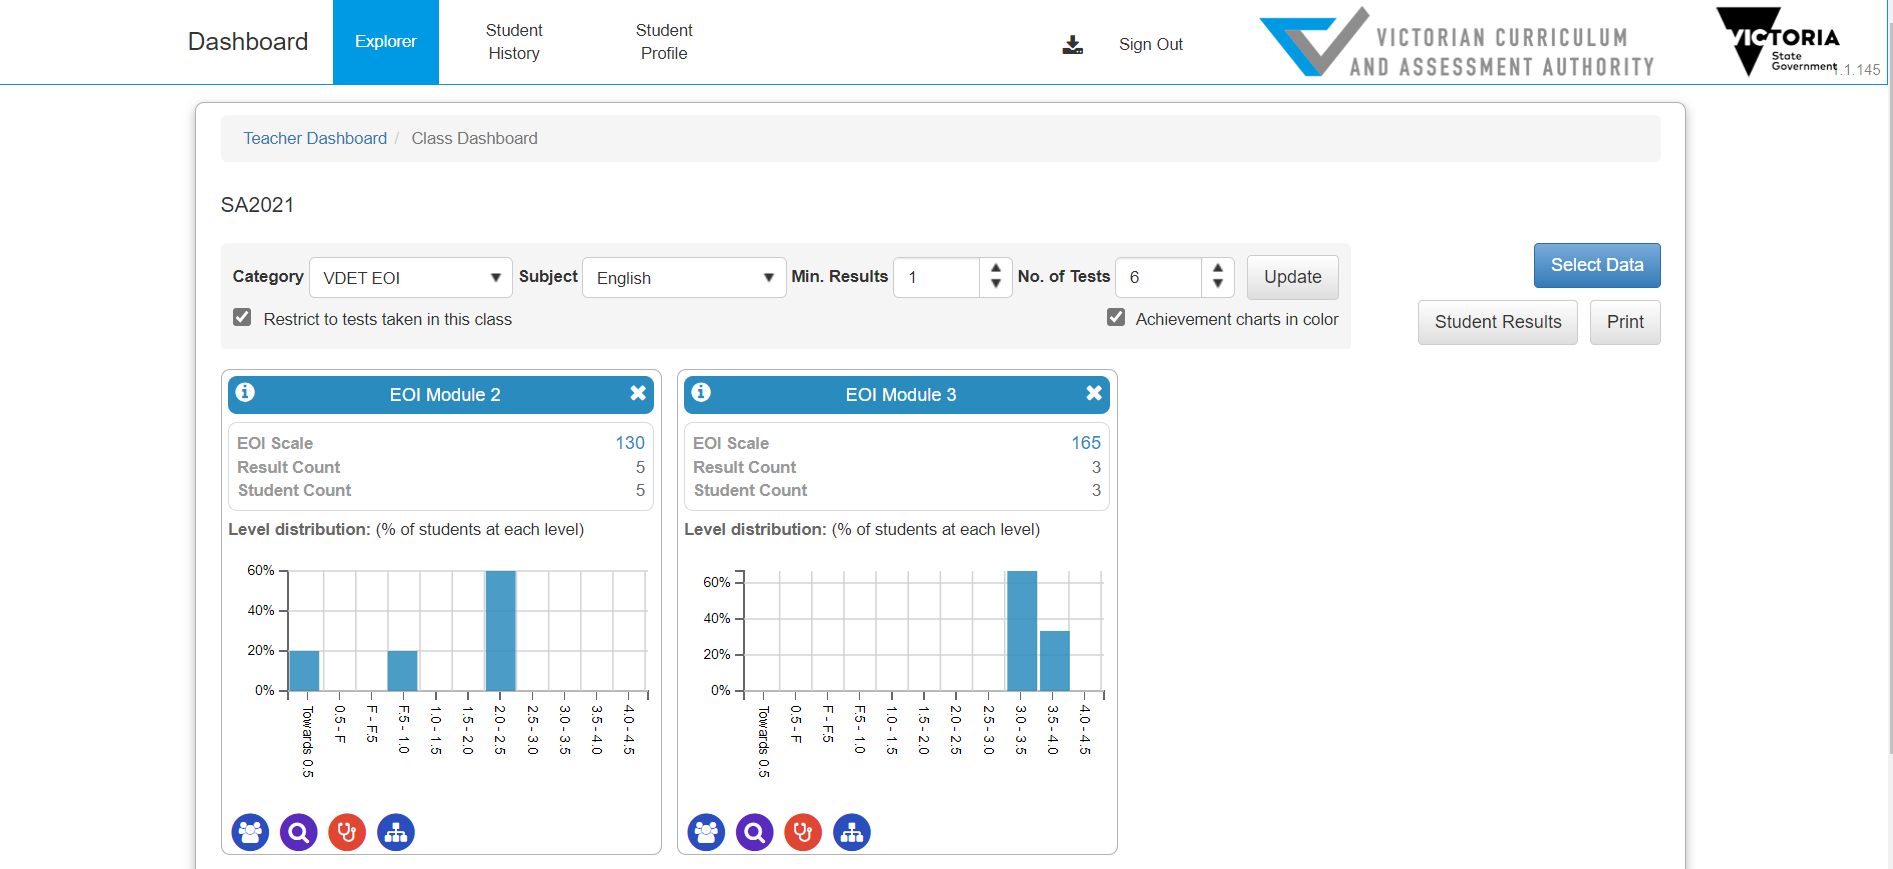 Dashboard
Explorer
Student
History
Student
Profile
Sign Out
VICTORIAN CURRICULUM
AND ASSESSMENT AUTHORITY
VICTORIA
State
Government
1.1.145
Teacher Dashboard / Class Dashboard
SA2021
Category VDET EOI Subject English Min. Results 1 No. of Tests 6 Update
Restrict to tests taken in this class
Achievement charts in color
Select Data
Student Results Print
EOI Module 2
EOI Scale 130
Result Count 5
Student Count 5
Level distribution: (% of students at each level)
60%
40%
20%
0%
Towards 0.5
0.5 - F
F - F.5
F.5 - 1.0
1.0 - 1.5
1.5 - 2.0
2.0 - 2.5
2.5 - 3.0
3.0 - 3.5
3.5 - 4.0
4.0 - 4.5
EOI Module 3
EOI Scale 165
Result Count 3
Student Count 3
Level distribution: (% of students at each level)
60%
40%
20%
0%
Towards 0.5
0.5 - F
F - F.5
F.5 - 1.0
1.0 - 1.5
1.5 - 2.0
2.0 - 2.5
2.5 - 3.0
3.0 - 3.5
3.5 - 4.0
4.0 - 4.5